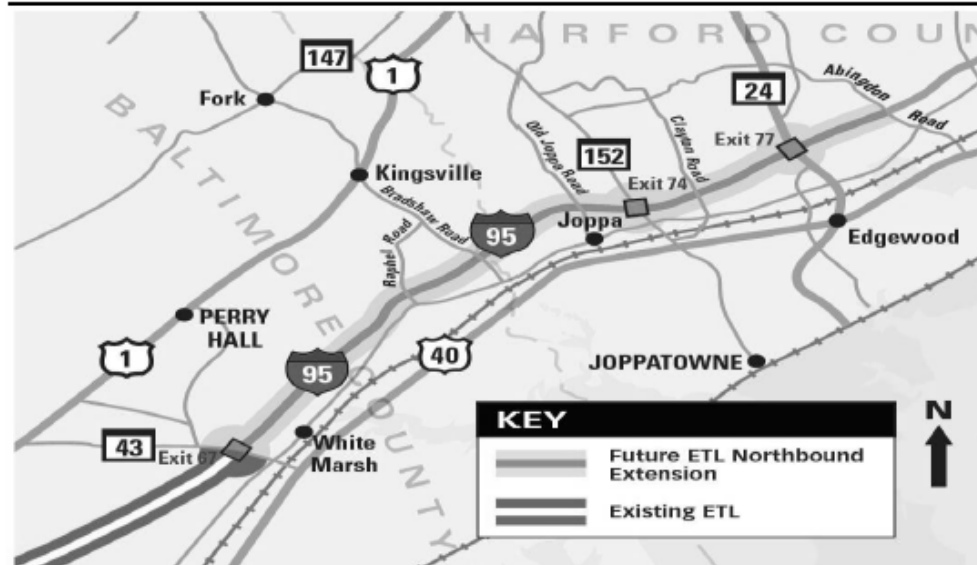 HARFORD COUN
147
1
Fork
24
Abingdon
Road
Exit 77
Old Joppa Road
152
Clayton Road
Kingsville
Exit 74
Bradshaw Road
95
Joppa
Raphel Road
Edgewood
BALTIMORE COUNTY
PERRY
HALL
1
40
95
JOPPATOWNE
43
Exit 67
White
Marsh
KEY
Future ETL Northbound
Extension
Existing ETL
N